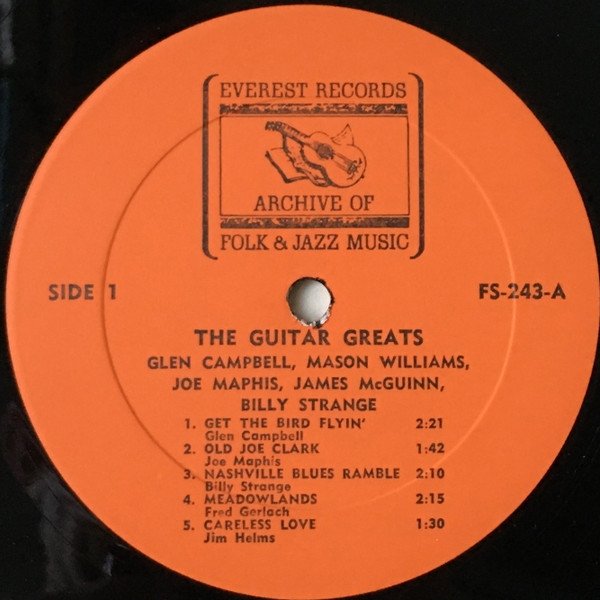 EVEREST RECORDS
ARCHIVE OF
FOLK & JAZZ MUSIC
SIDE 1
FS-243-A
THE GUITAR GREATS
GLEN CAMPBELL, MASON WILLIAMS,
JOE MAPHIS, JAMES McGUINN,
BILLY STRANGE
1. GET THE BIRD FLYIN' 2:21
Glen Campbell
2. OLD JOE CLARK 1:42
Joe Maphis
3. NASHVILLE BLUES RAMBLE 2:10
Billy Strange
4. MEADOWLANDS 2:15
Fred Gerlach
5. CARELESS LOVE 1:30
Jim Helms